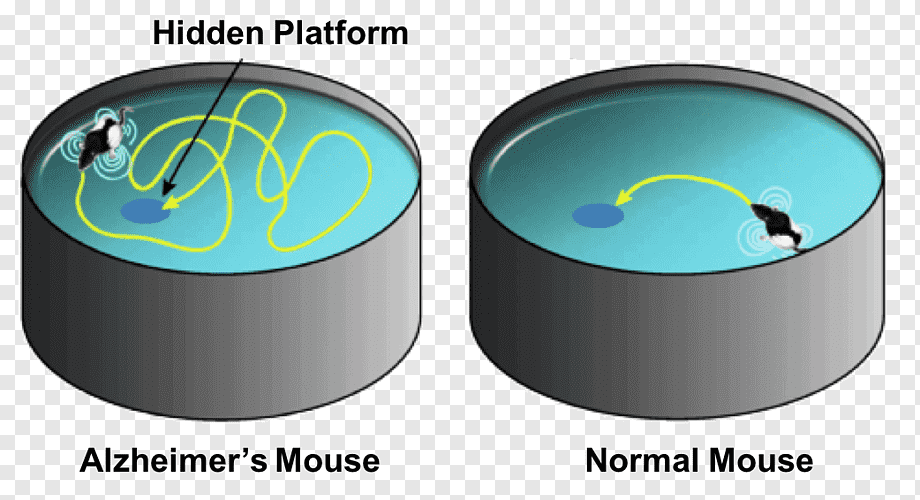 Hidden Platform
Alzheimer’s Mouse
Normal Mouse